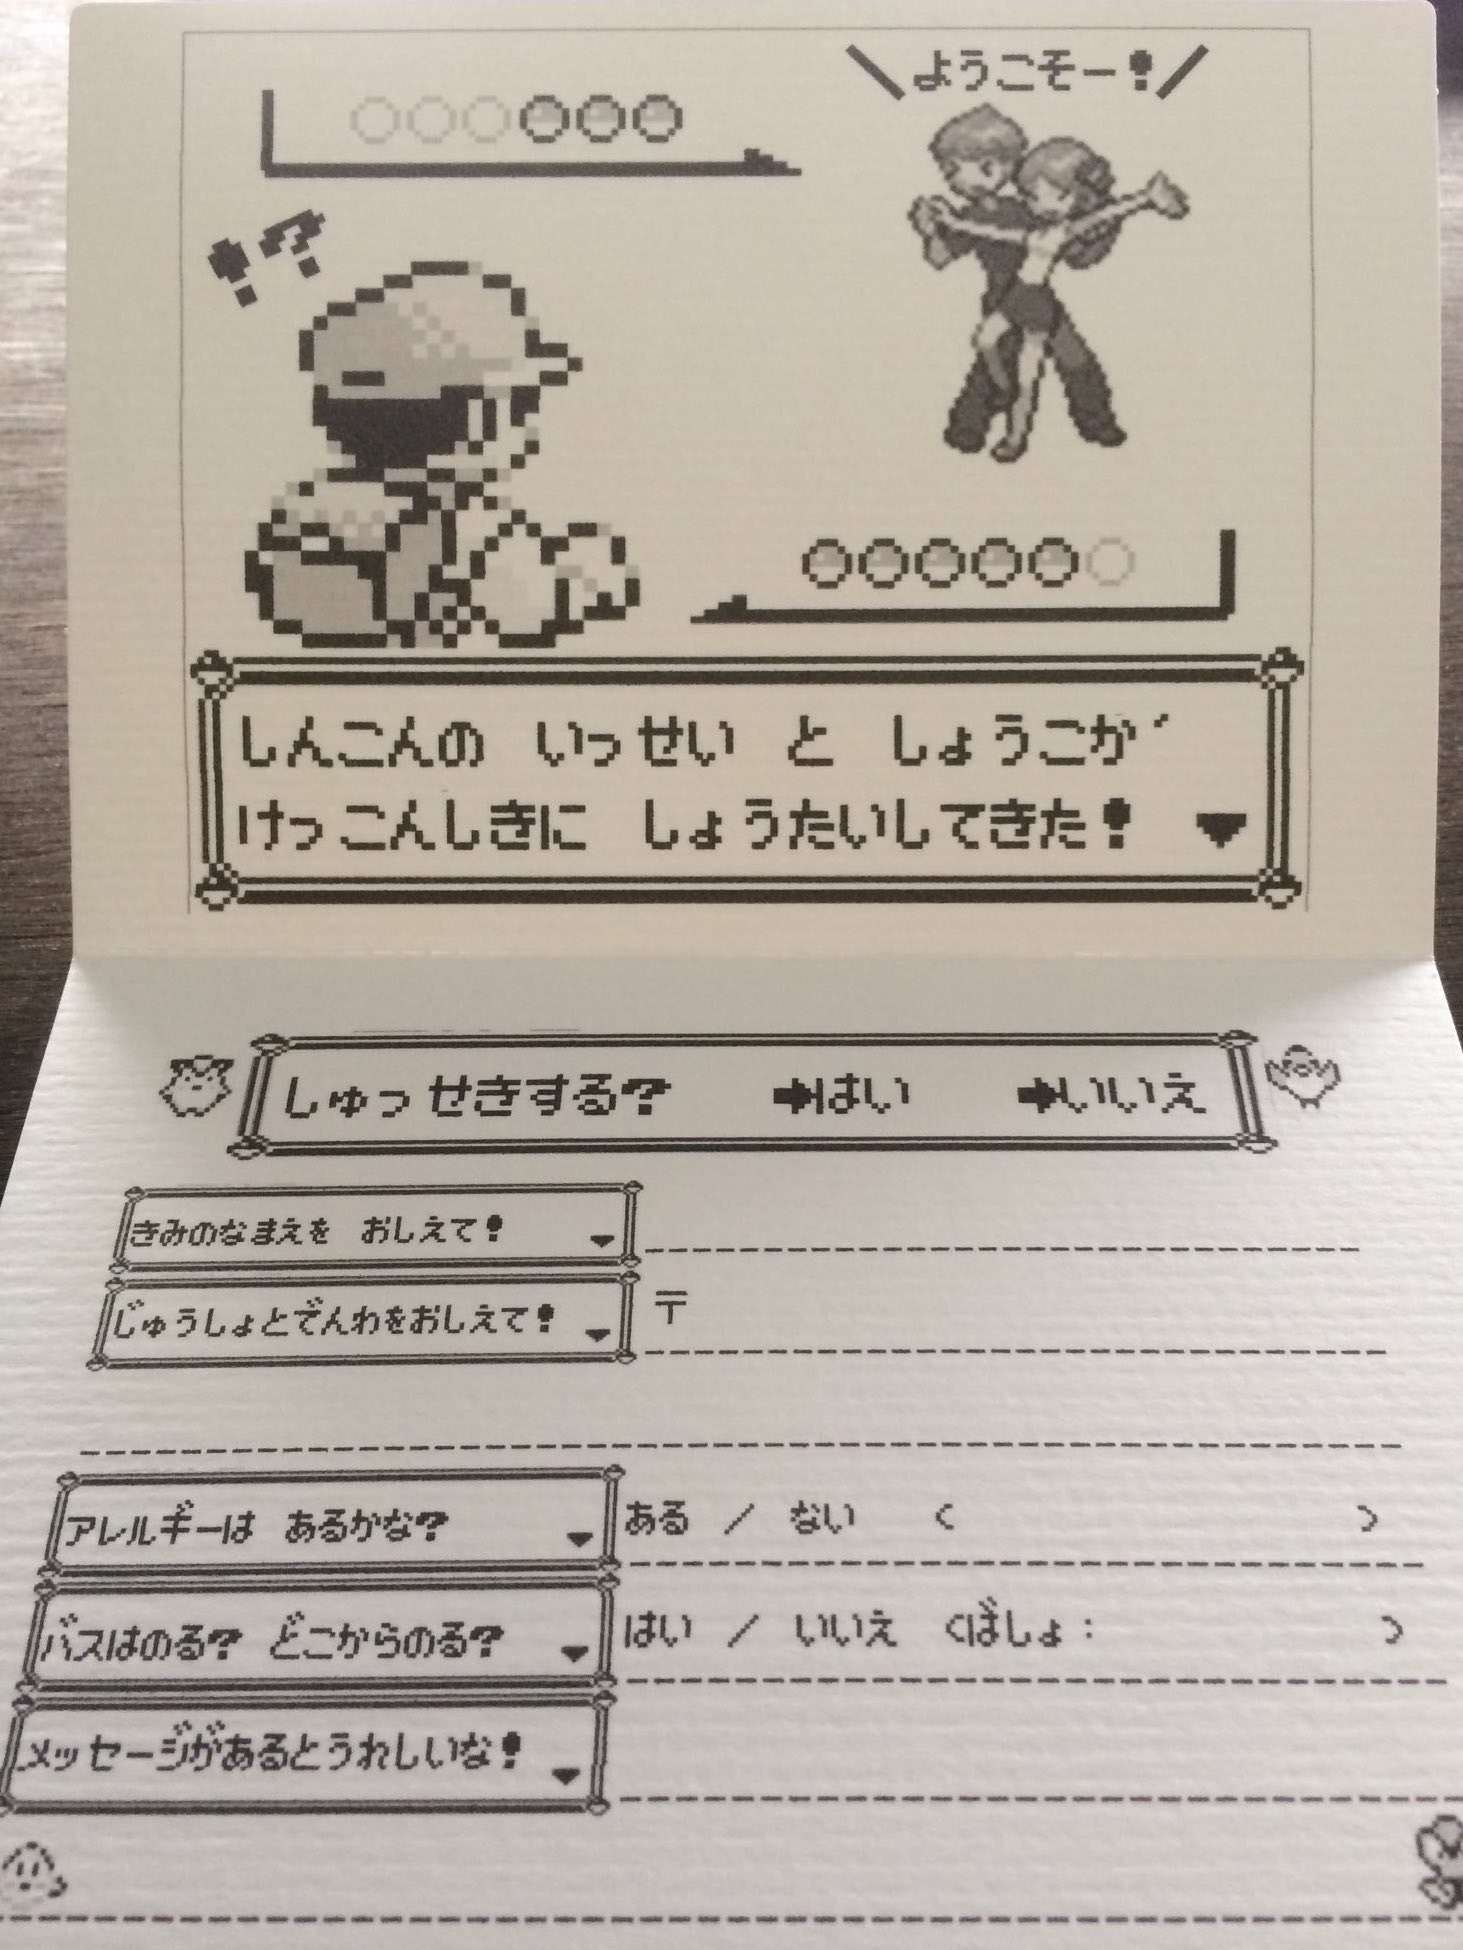 ようこそー!
!?
しんこんの いっせい と しょうこが
けっこんしきに しょうたいしてきた! ▼
しゅっせきする? ➡はい ➡いいえ
きみのなまえを おしえて! ▼
じゅうしょとでんわをおしえて! ▼ 〒
アレルギーは あるかな? ▼ ある / ない ( )
バスはのる? どこからのる? ▼ はい / いいえ (ばしょ: )
メッセージがあるとうれしいな! ▼